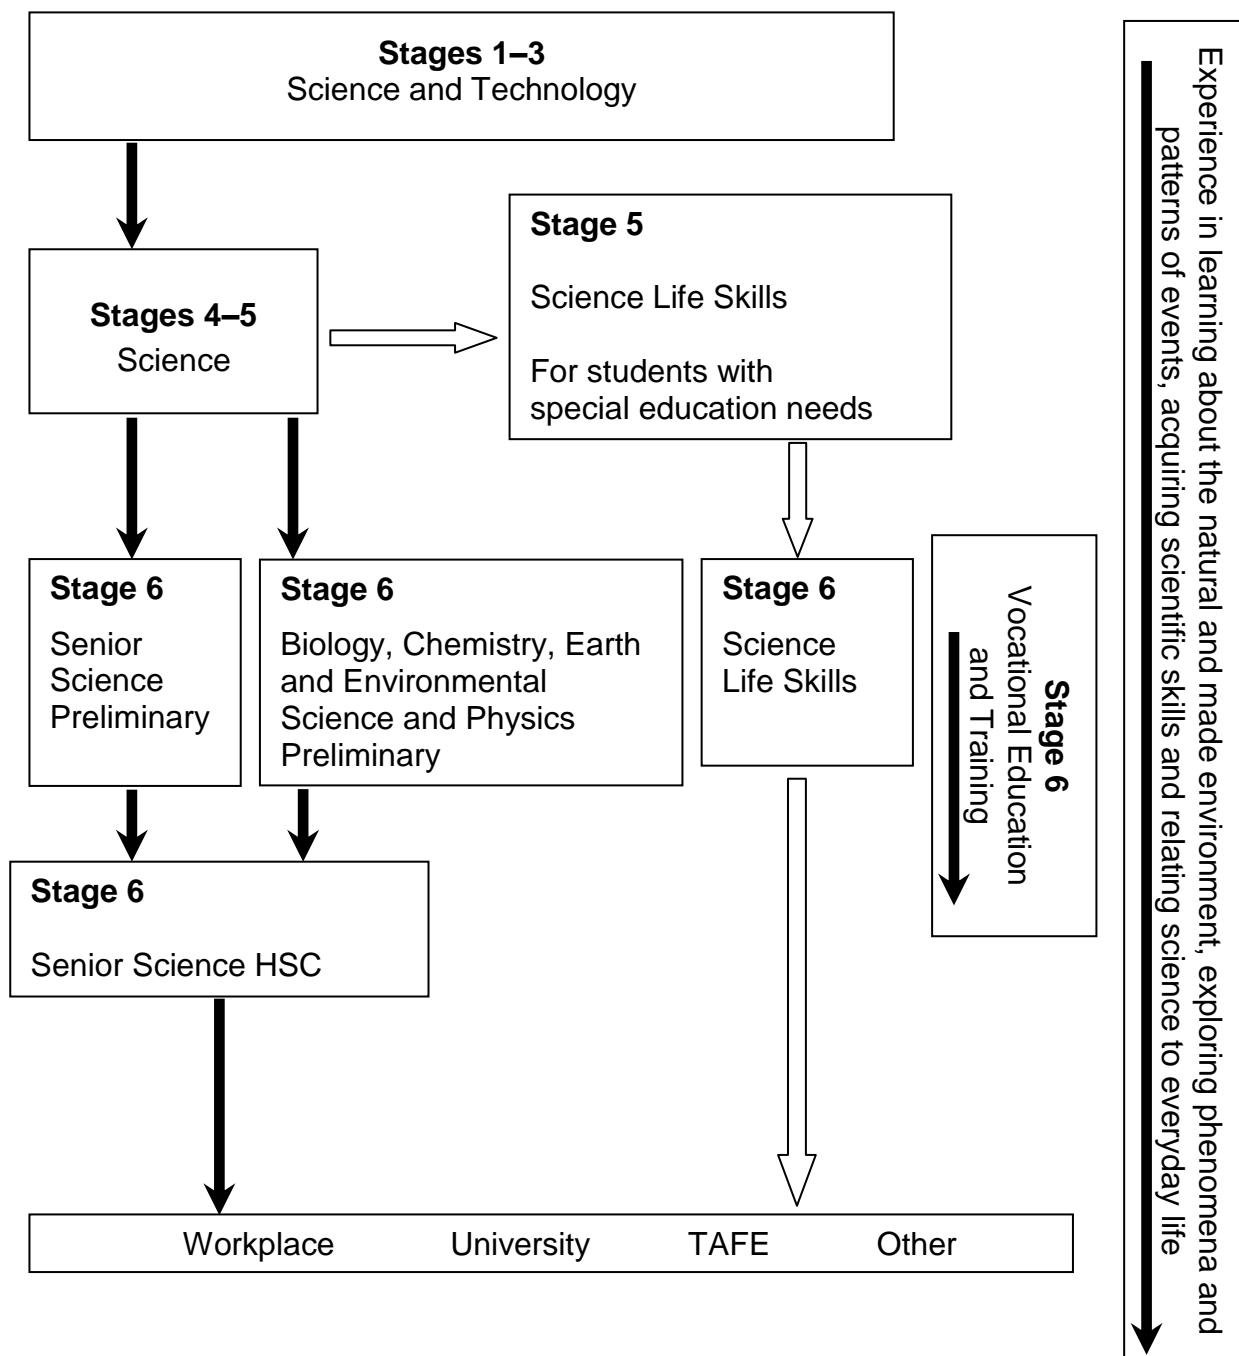 Stages 1–3
Science and Technology
Stage 5
Science Life Skills
For students with
special education needs
Stages 4–5
Science
Stage 6
Senior
Science
Preliminary
Stage 6
Biology, Chemistry, Earth
and Environmental
Science and Physics
Preliminary
Stage 6
Science
Life Skills
Stage 6
Vocational Education
and Training
Stage 6
Senior Science HSC
Workplace University TAFE Other
Experience in learning about the natural and made environment, exploring phenomena and
patterns of events, acquiring scientific skills and relating science to everyday life